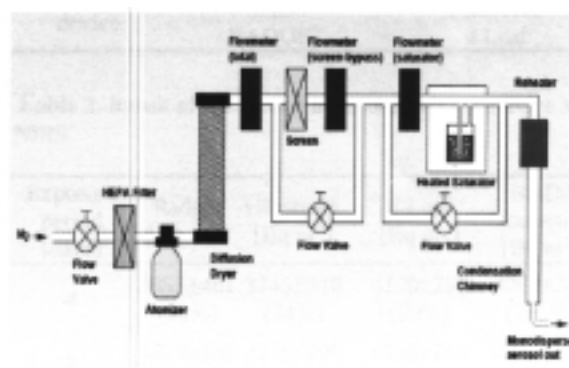 Flowmeter
(total)
Flowmeter
(screen bypass)
Flowmeter
(saturator)
Reheater
Screen
Heated Saturator
HEPA Filter
N2
Flow
Valve
Atomizer
Diffusion
Dryer
Flow Valve
Flow Valve
Condensation
Chimney
Monodisperse
aerosol out